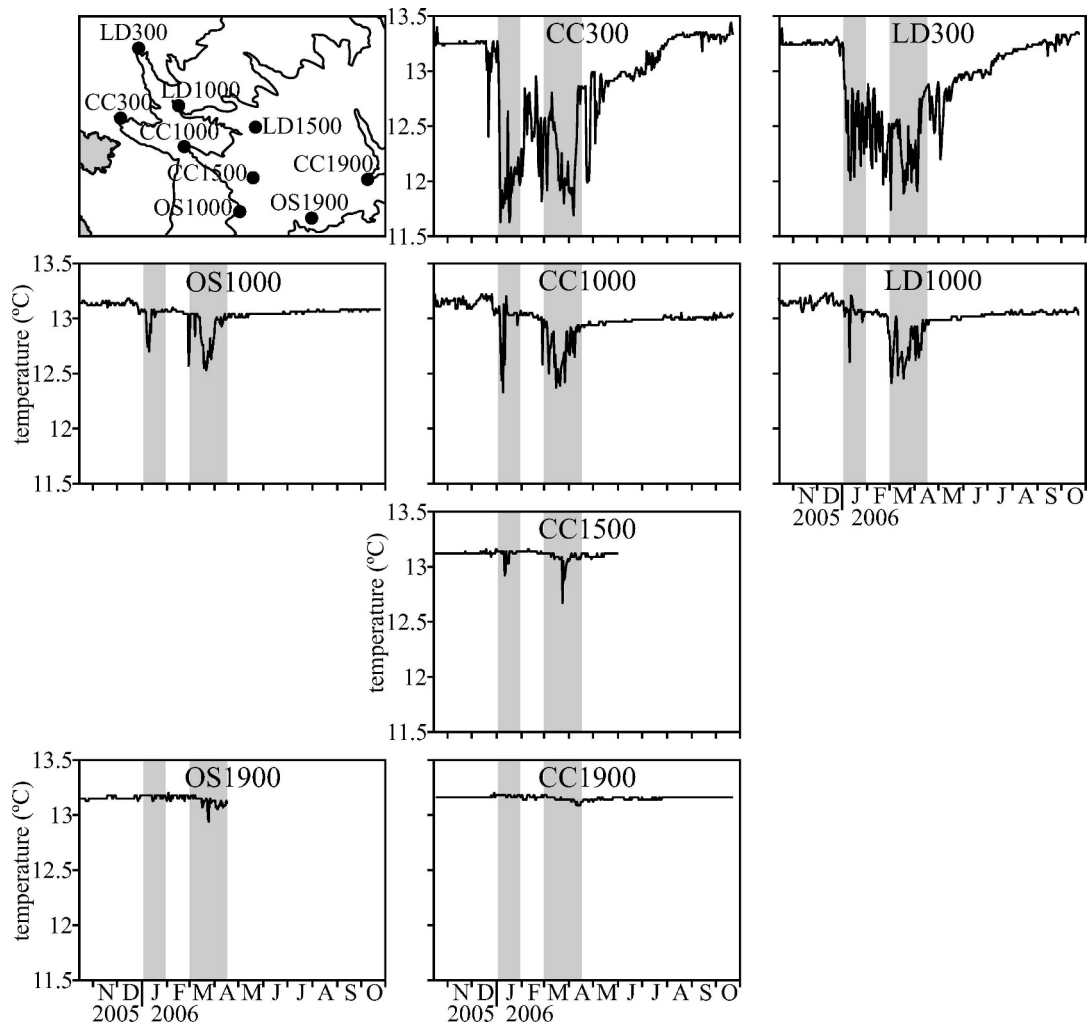 LD300
LD1000
CC300
CC1000
LD1500
CC1500
CC1900
OS1000
OS1900
13.5
13
12.5
12
11.5
CC300
LD300
temperature (ºC)
13.5
13
12.5
12
11.5
OS1000
CC1000
LD1000
N D J F M A M J J A S O
2005 2006
temperature (ºC)
13.5
13
12.5
12
11.5
CC1500
temperature (ºC)
13.5
13
12.5
12
11.5
OS1900
CC1900
N D J F M A M J J A S O
2005 2006
N D J F M A M J J A S O
2005 2006